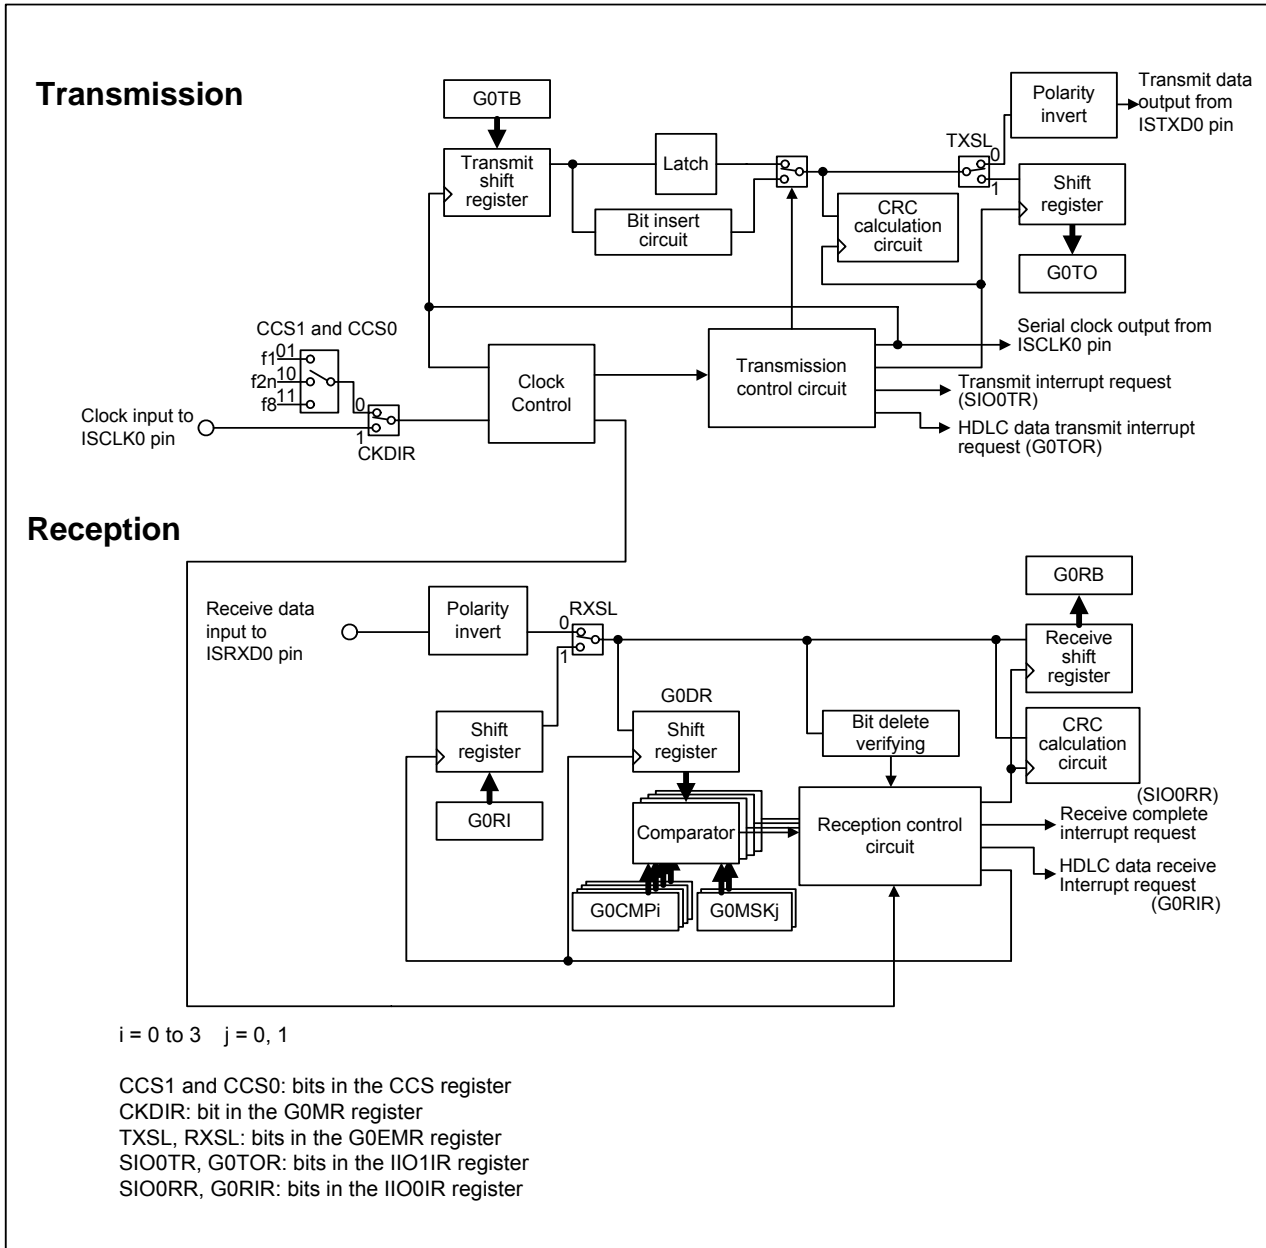 Transmission
G0TB
Transmit
shift
register
Latch
Bit insert
circuit
TXSL
0
1
Polarity
invert
Transmit data
output from
ISTXD0 pin
CRC
calculation
circuit
Shift
register
G0TO
CCS1 and CCS0
f1 01
f2n 10
f8 11
Clock input to
ISCLK0 pin
0
1
CKDIR
Clock
Control
Transmission
control circuit
Serial clock output from
ISCLK0 pin
Transmit interrupt request
(SIO0TR)
HDLC data transmit interrupt
request (G0TOR)
Reception
Receive data
input to
ISRXD0 pin
Polarity
invert
RXSL
0
1
G0RB
Receive
shift
register
Shift
register
G0RI
G0DR
Shift
register
Bit delete
verifying
CRC
calculation
circuit
Comparator
G0CMPi
G0MSKj
Reception control
circuit
(SIO0RR)
Receive complete
interrupt request
HDLC data receive
Interrupt request
(G0RIR)
i = 0 to 3 j = 0, 1
CCS1 and CCS0: bits in the CCS register
CKDIR: bit in the G0MR register
TXSL, RXSL: bits in the G0EMR register
SIO0TR, G0TOR: bits in the IIO1IR register
SIO0RR, G0RIR: bits in the IIO0IR register